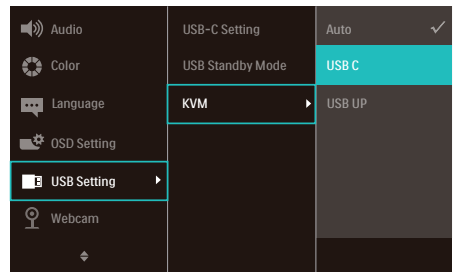 Audio
Color
Language
OSD Setting
USB Setting
Webcam
USB-C Setting
USB Standby Mode
KVM
Auto
USB C
USB UP